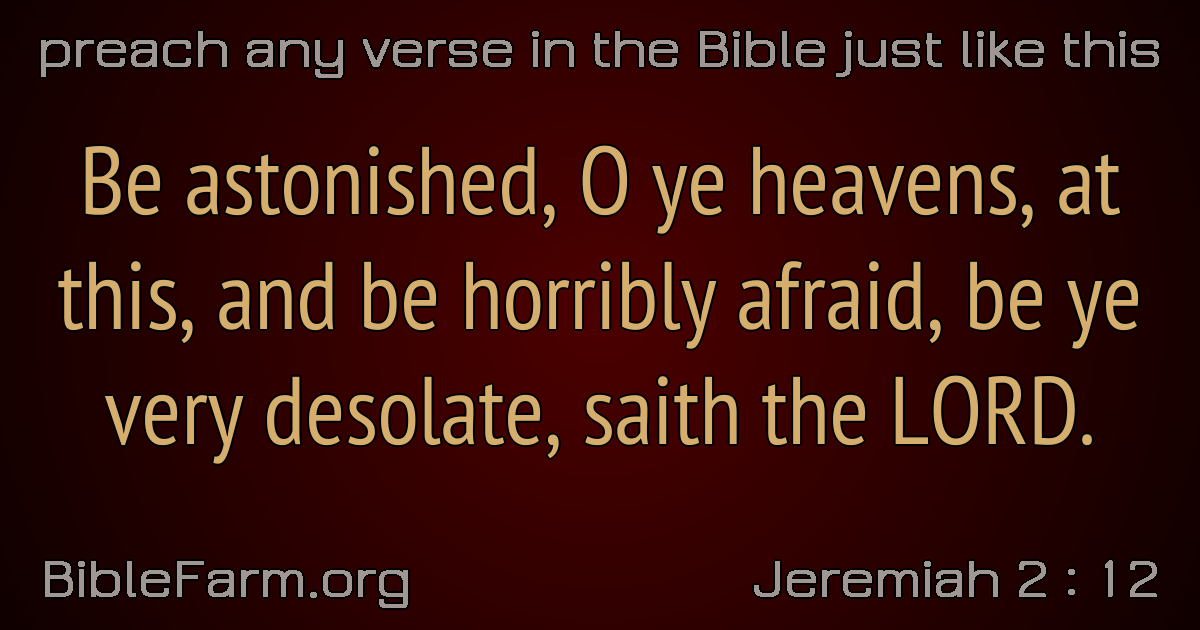 preach any verse in the Bible just like this
Be astonished, O ye heavens, at
this, and be horribly afraid, be ye
very desolate, saith the LORD.
BibleFarm.org
Jeremiah 2 : 12